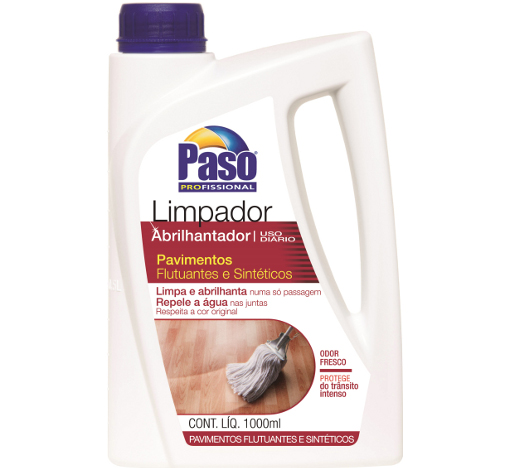 Paso
PROFISSIONAL
Limpador
Abrilhantador | USO DIÁRIO
Pavimentos
Flutuantes e Sintéticos
Limpa e abrilhanta numa só passagem
Repele a água nas juntas
Respeita a cor original
ODOR
FRESCO
PROTEGE
do trânsito
intenso
CONT. LÍQ. 1000ml
PAVIMENTOS FLUTUANTES E SINTÉTICOS